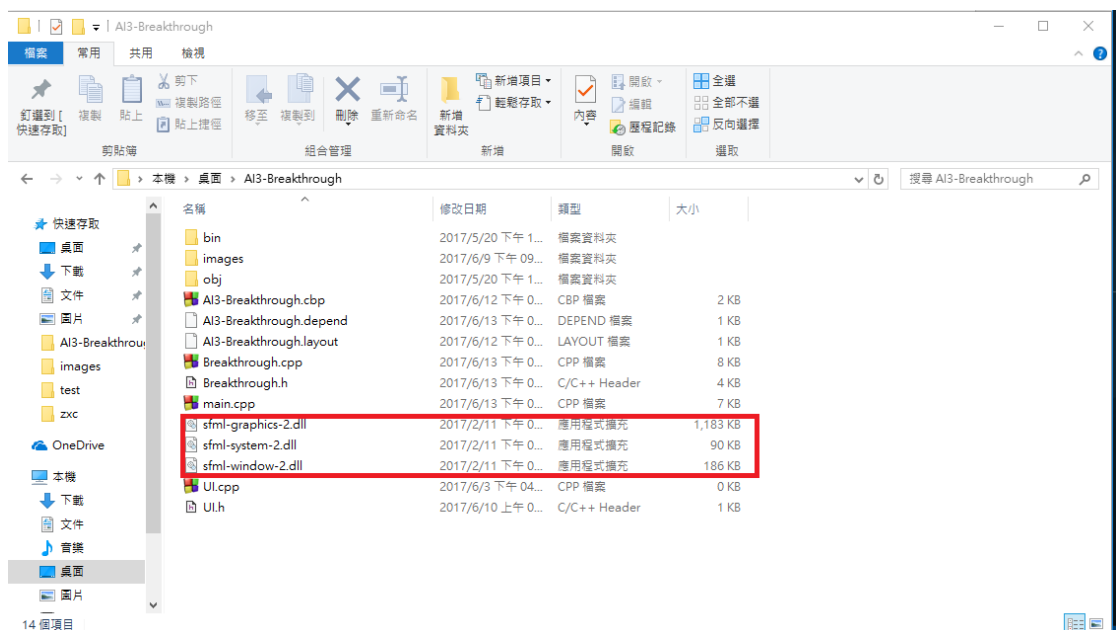 AI3-Breakthrough
檔案 常用 共用 檢視
釘選到 [快速存取]
複製
貼上
剪下
複製路徑
貼上捷徑
剪貼簿
移至
複製到
刪除
重新命名
組合管理
新增資料夾
新增項目
輕鬆存取
新增
內容
開啟
編輯
歷程記錄
開啟
全選
全部不選
反向選擇
選取
本機 > 桌面 > AI3-Breakthrough
搜尋 AI3-Breakthrough
快速存取
桌面
下載
文件
圖片
AI3-Breakthroug
images
test
zxc
OneDrive
本機
下載
文件
音樂
桌面
圖片
名稱 修改日期 類型 大小
bin 2017/5/20 下午 1... 檔案資料夾
images 2017/6/9 下午 09... 檔案資料夾
obj 2017/5/20 下午 1... 檔案資料夾
AI3-Breakthrough.cbp 2017/6/12 下午 0... CBP 檔案 2 KB
AI3-Breakthrough.depend 2017/6/13 下午 0... DEPEND 檔案 1 KB
AI3-Breakthrough.layout 2017/6/12 下午 0... LAYOUT 檔案 1 KB
Breakthrough.cpp 2017/6/13 下午 0... CPP 檔案 8 KB
Breakthrough.h 2017/6/13 下午 0... C/C++ Header 4 KB
main.cpp 2017/6/13 下午 0... CPP 檔案 7 KB
sfml-graphics-2.dll 2017/2/11 下午 0... 應用程式擴充 1,183 KB
sfml-system-2.dll 2017/2/11 下午 0... 應用程式擴充 90 KB
sfml-window-2.dll 2017/2/11 下午 0... 應用程式擴充 186 KB
UI.cpp 2017/6/3 下午 04... CPP 檔案 0 KB
UI.h 2017/6/10 上午 0... C/C++ Header 1 KB
14 個項目